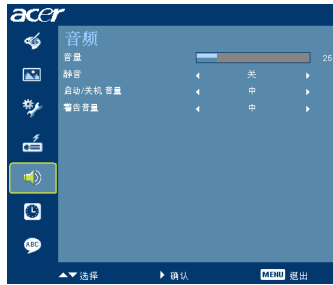 acer
音频
音量 25
静音 关
启动/关机 音量 中
警告音量 中
ABC
▲▼选择 ▶确认 MENU 退出